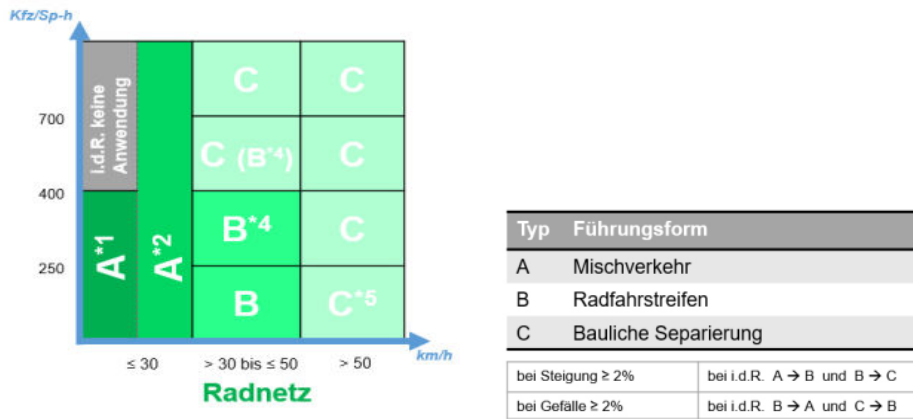 Kfz/Sp-h
700
400
250
i.d.R. keine
Anwendung
A*1
A*2
C
C
C (B*4)
C
B*4
C
B
C*5
≤ 30
> 30 bis ≤ 50
> 50
km/h
Radnetz
Typ Führungsform
A Mischverkehr
B Radfahrstreifen
C Bauliche Separierung
bei Steigung ≥ 2% bei i.d.R. A → B und B → C
bei Gefälle ≥ 2% bei i.d.R. B → A und C → B